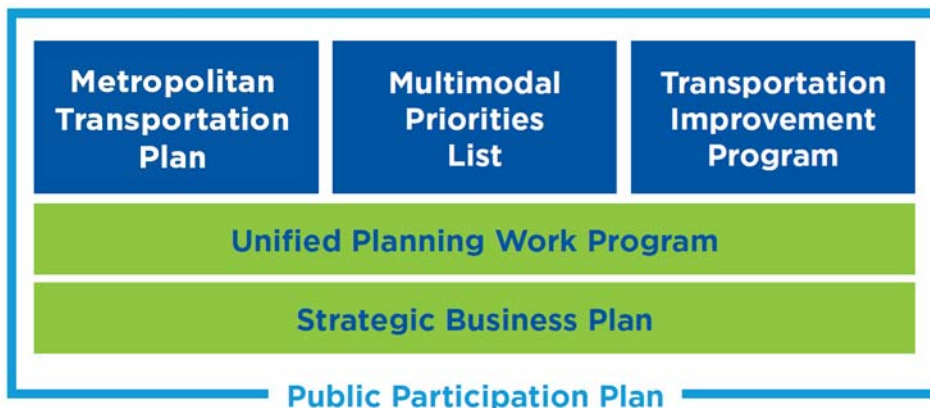 Metropolitan
Transportation
Plan
Multimodal
Priorities
List
Transportation
Improvement
Program
Unified Planning Work Program
Strategic Business Plan
Public Participation Plan